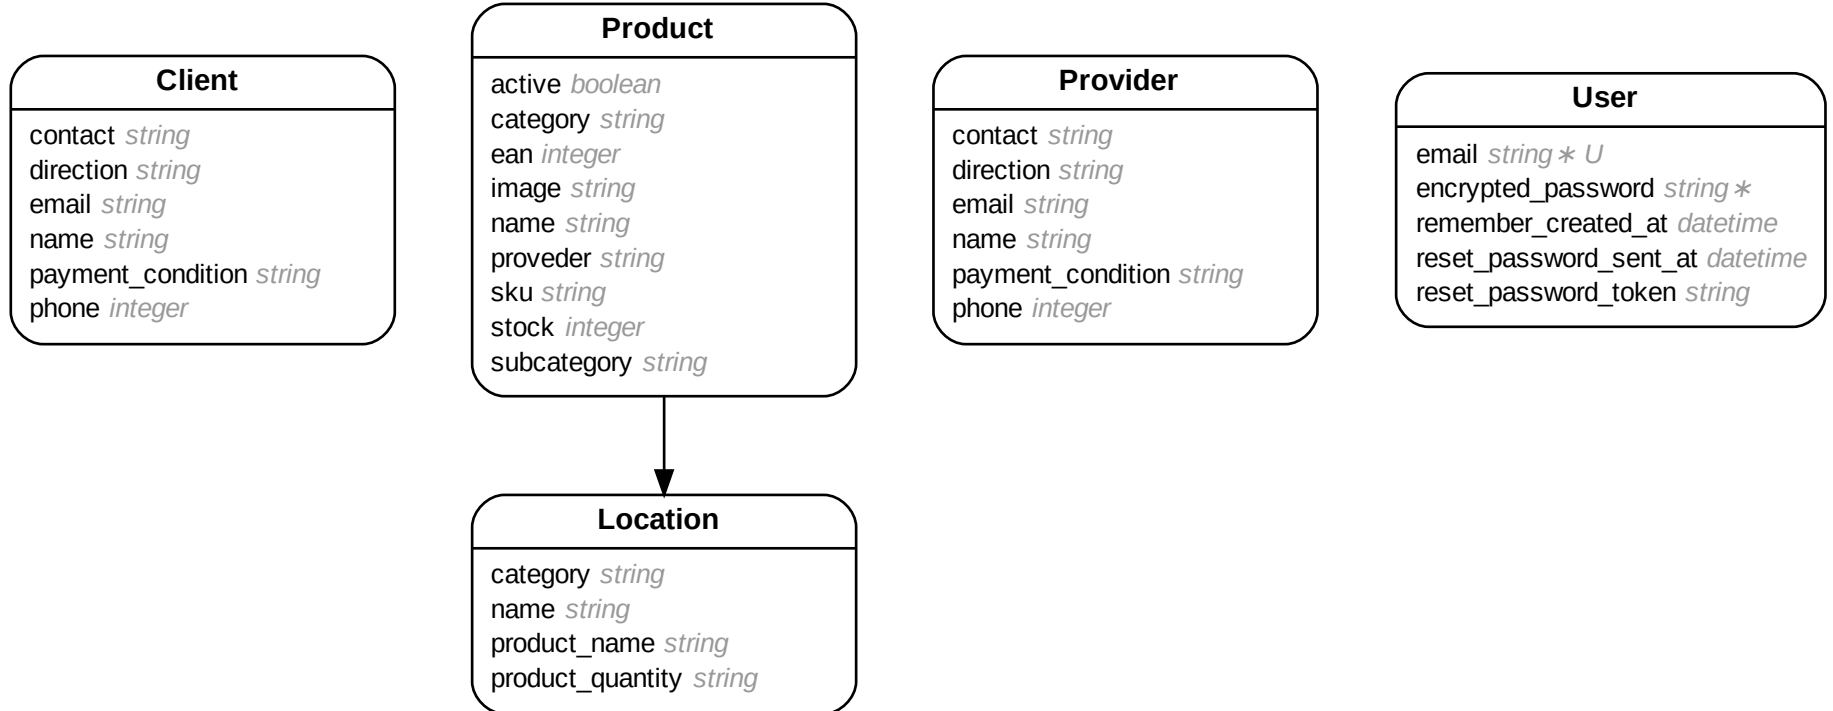 Client
contact string
direction string
email string
name string
payment_condition string
phone integer
Product
active boolean
category string
ean integer
image string
name string
proveder string
sku string
stock integer
subcategory string
Provider
contact string
direction string
email string
name string
payment_condition string
phone integer
User
email string∗ U
encrypted_password string∗
remember_created_at datetime
reset_password_sent_at datetime
reset_password_token string
Location
category string
name string
product_name string
product_quantity string